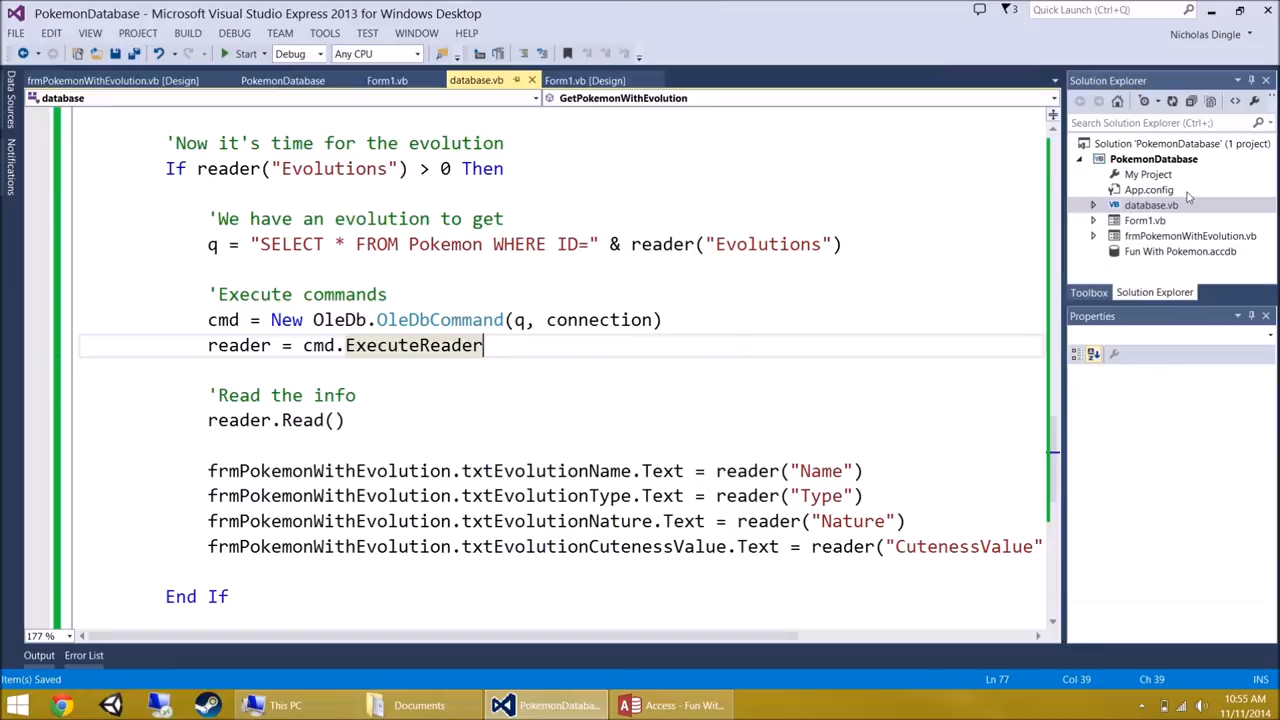 PokemonDatabase - Microsoft Visual Studio Express 2013 for Windows Desktop
3
Quick Launch (Ctrl+Q)
FILE EDIT VIEW PROJECT BUILD DEBUG TEAM TOOLS TEST WINDOW HELP
Nicholas Dingle
Start Debug Any CPU
frmPokemonWithEvolution.vb [Design] PokemonDatabase Form1.vb database.vb Form1.vb [Design]
database
GetPokemonWithEvolution
Data Sources
Notifications
'Now it's time for the evolution
If reader("Evolutions") > 0 Then
'We have an evolution to get
q = "SELECT * FROM Pokemon WHERE ID=" & reader("Evolutions")
'Execute commands
cmd = New OleDb.OleDbCommand(q, connection)
reader = cmd.ExecuteReader
'Read the info
reader.Read()
frmPokemonWithEvolution.txtEvolutionName.Text = reader("Name")
frmPokemonWithEvolution.txtEvolutionType.Text = reader("Type")
frmPokemonWithEvolution.txtEvolutionNature.Text = reader("Nature")
frmPokemonWithEvolution.txtEvolutionCutenessValue.Text = reader("CutenessValue"
End If
177 %
Solution Explorer
Search Solution Explorer (Ctrl+;)
Solution 'PokemonDatabase' (1 project)
VB PokemonDatabase
My Project
App.config
VB database.vb
Form1.vb
frmPokemonWithEvolution.vb
Fun With Pokemon.accdb
Toolbox Solution Explorer
Properties
Output Error List
Item(s) Saved
Ln 77 Col 39 Ch 39 INS
This PC Documents PokemonDataba... Access - Fun Wit...
10:55 AM
11/11/2014